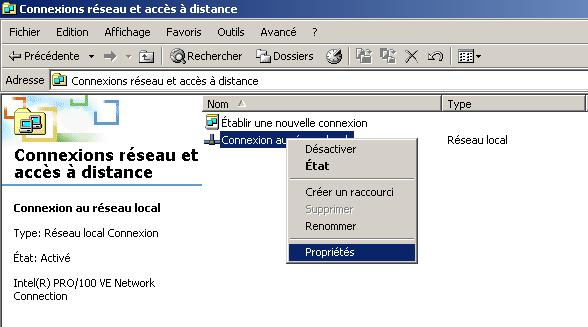 Connexions réseau et accès à distance
Fichier Edition Affichage Favoris Outils Avancé ?
Précédente Rechercher Dossiers
Adresse Connexions réseau et accès à distance
Nom Type
Établir une nouvelle connexion
Connexion au Réseau local
Connexions réseau et
accès à distance
Connexion au réseau local
Type: Réseau local Connexion
État: Activé
Intel(R) PRO/100 VE Network
Connection
Désactiver
État
Créer un raccourci
Supprimer
Renommer
Propriétés